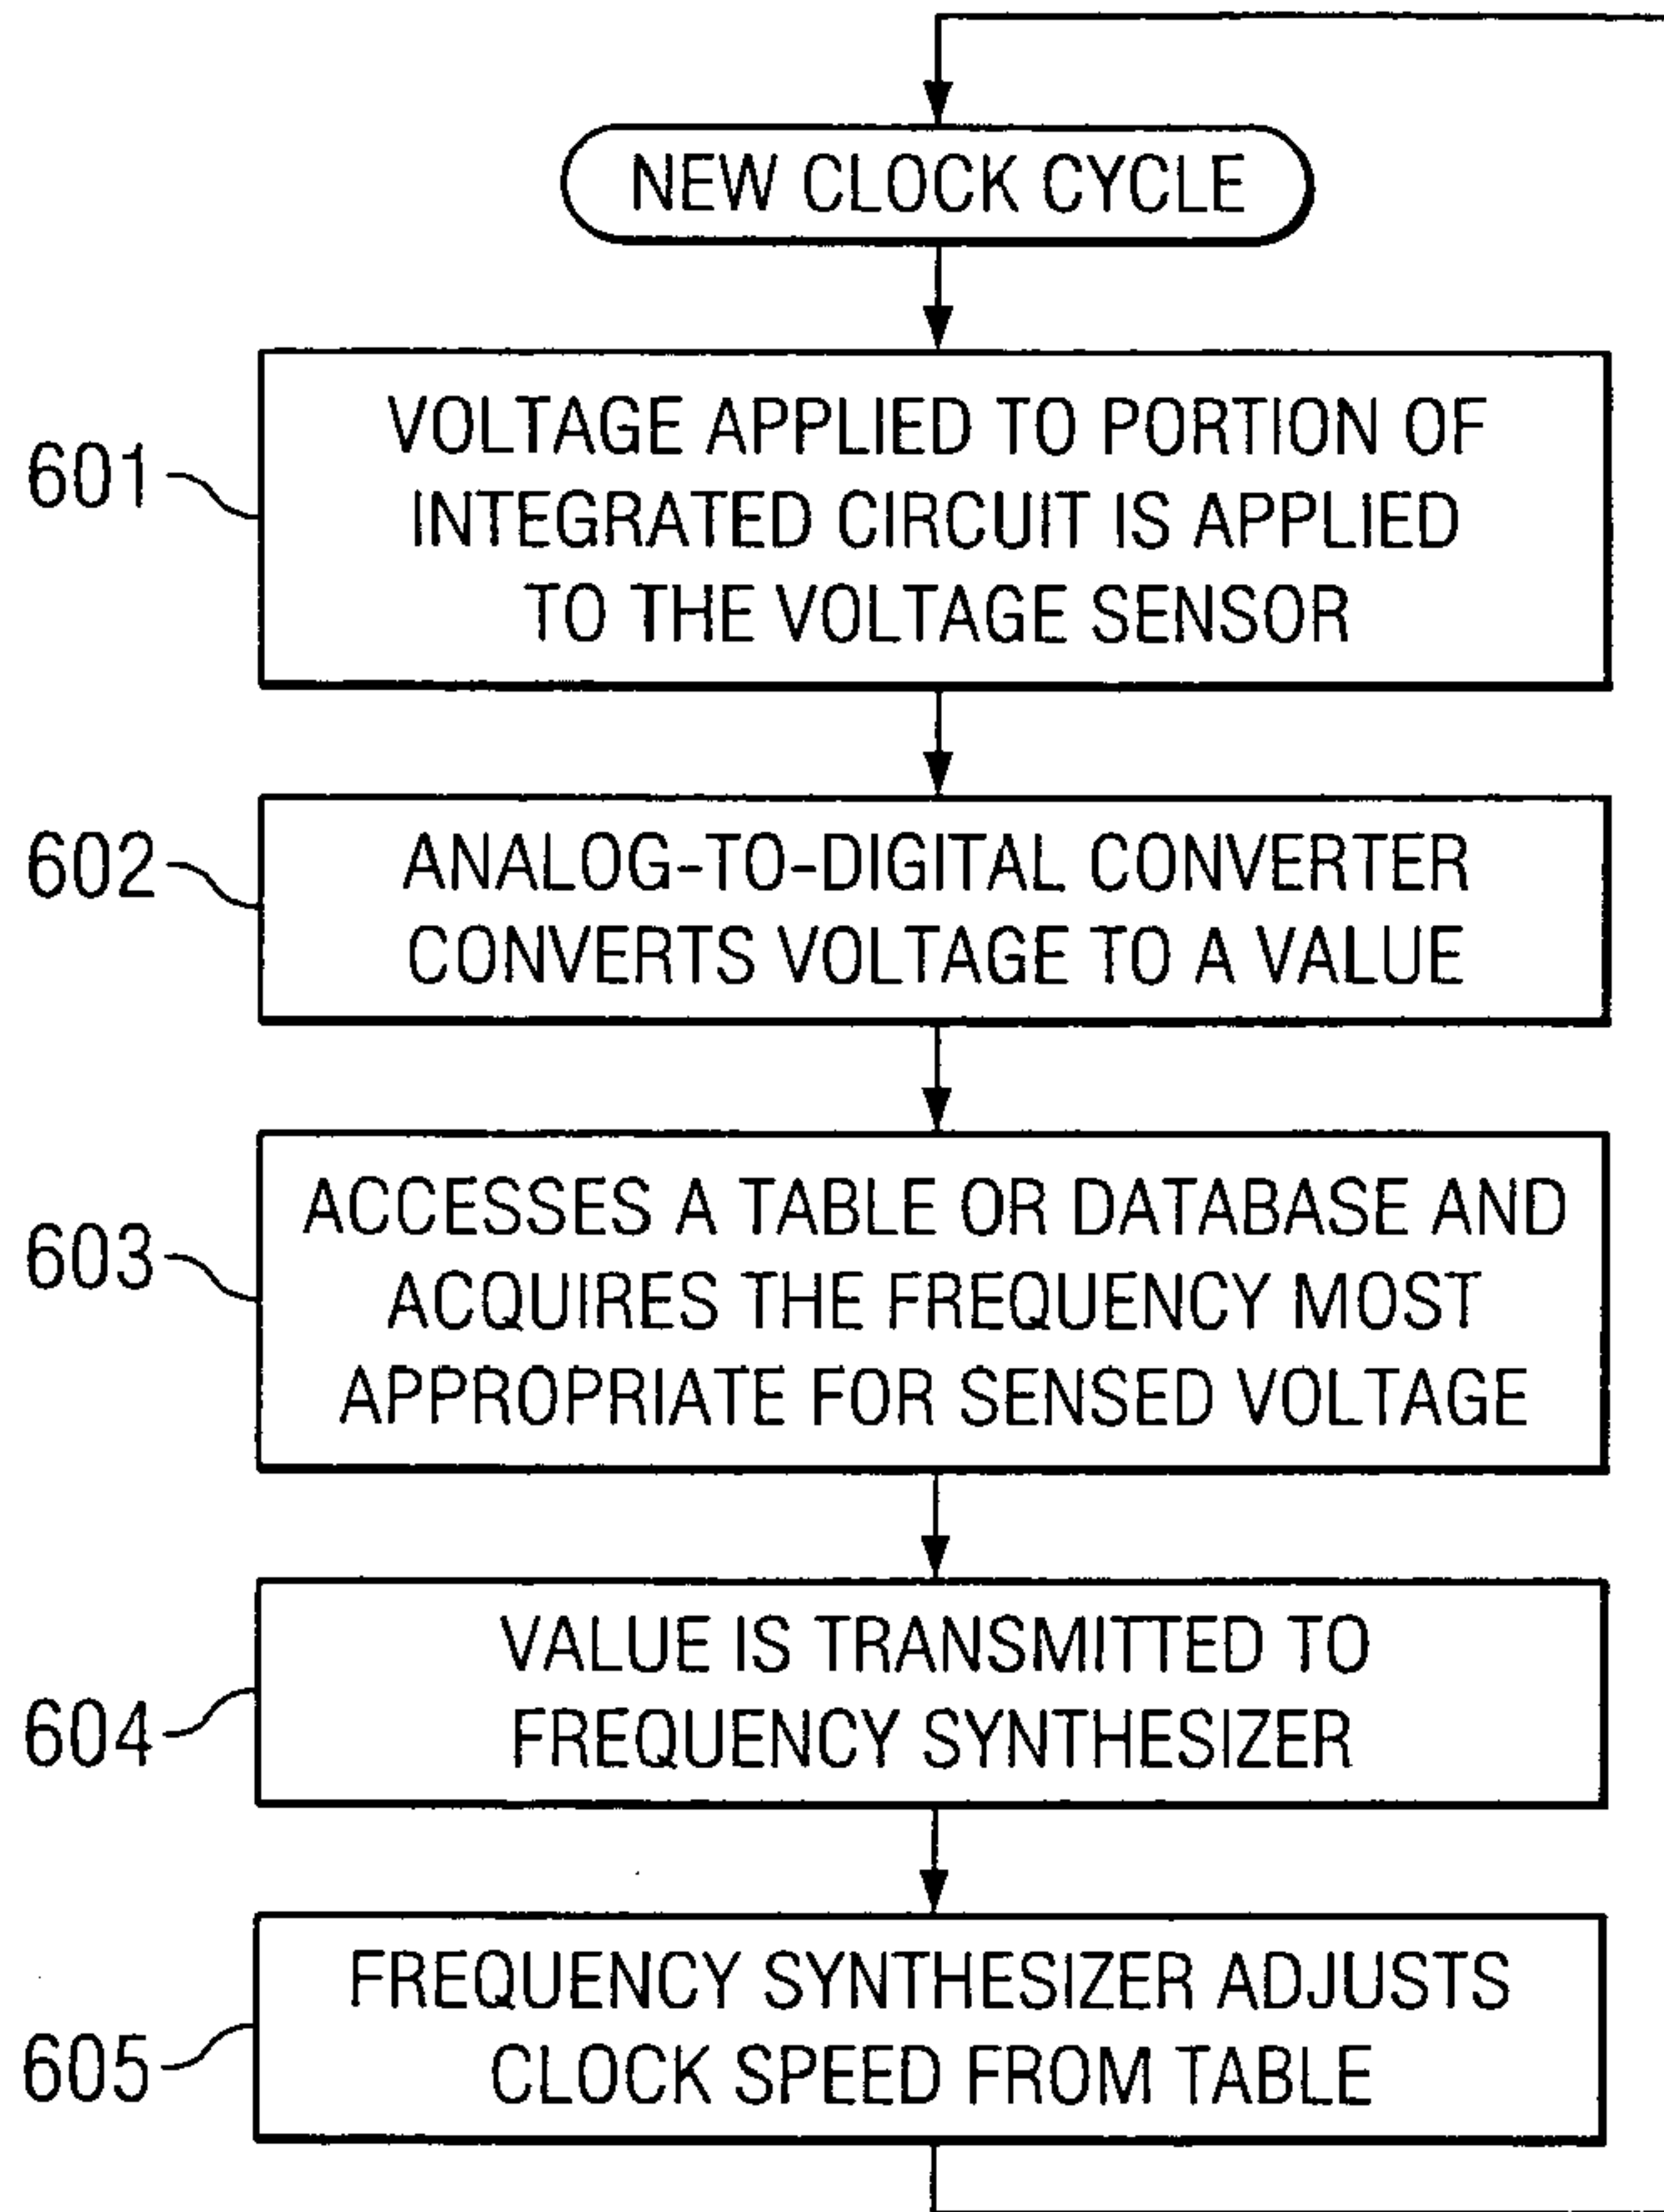 NEW CLOCK CYCLE
601
VOLTAGE APPLIED TO PORTION OF
INTEGRATED CIRCUIT IS APPLIED
TO THE VOLTAGE SENSOR
602
ANALOG-TO-DIGITAL CONVERTER
CONVERTS VOLTAGE TO A VALUE
603
ACCESSES A TABLE OR DATABASE AND
ACQUIRES THE FREQUENCY MOST
APPROPRIATE FOR SENSED VOLTAGE
604
VALUE IS TRANSMITTED TO
FREQUENCY SYNTHESIZER
605
FREQUENCY SYNTHESIZER ADJUSTS
CLOCK SPEED FROM TABLE